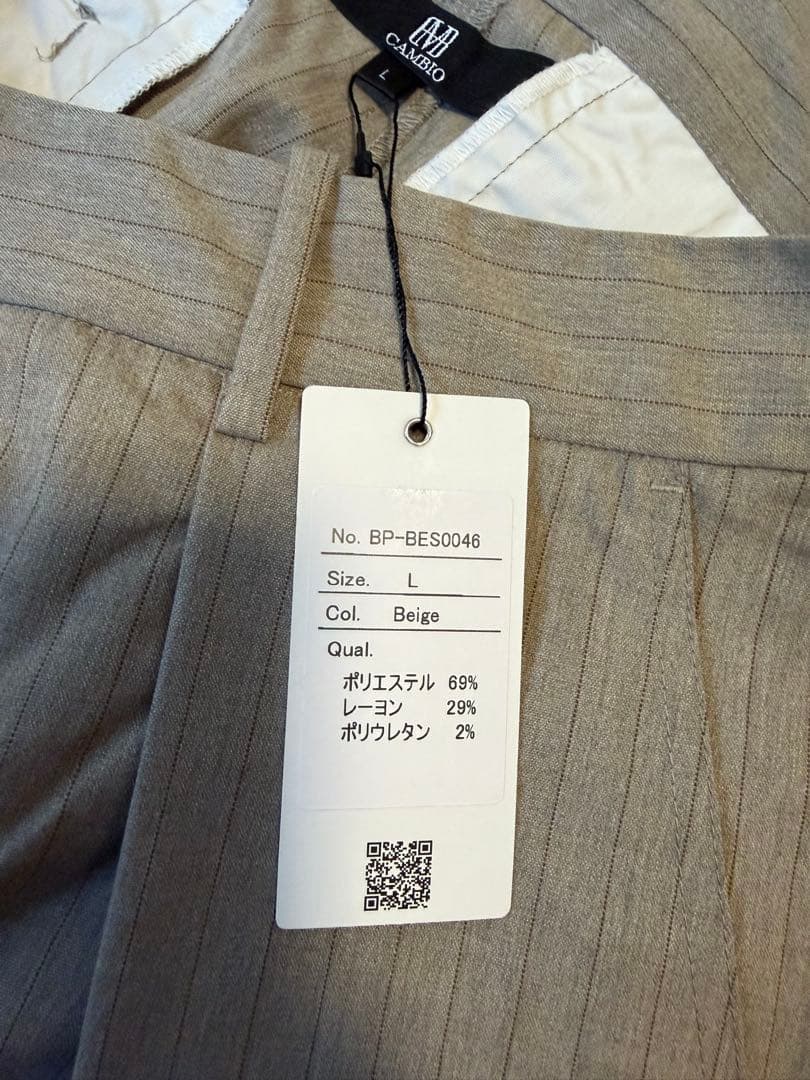 CAMBIO
L
No. BP-BES0046
Size. L
Col. Beige
Qual.
ポリエステル 69%
レーヨン 29%
ポリウレタン 2%